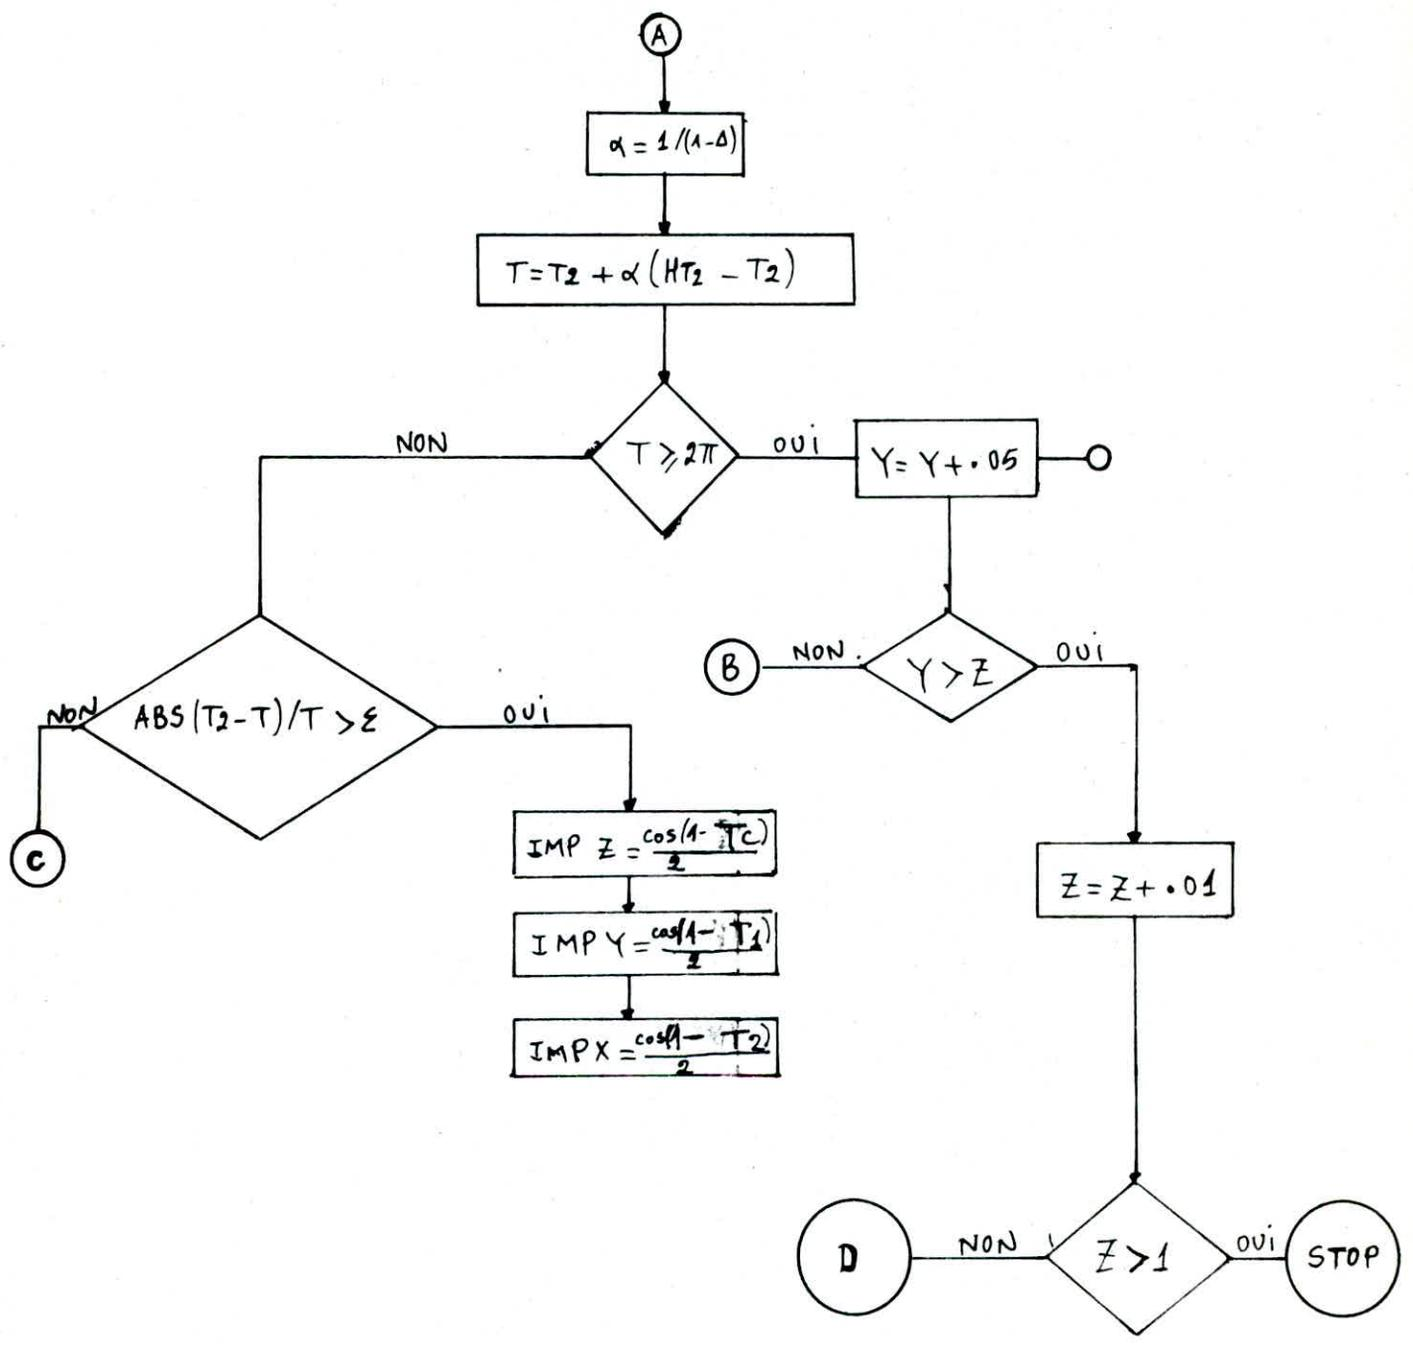 A
α = 1/(1-Δ)
T = T2 + α (HT2 - T2)
T ⩾ 2π
NON
OUI
Y = Y + .05
NON
ABS (T2 - T) / T > ε
OUI
C
B
NON
Y > Z
OUI
IMP Z = cos(1- Tc)
2
IMP Y = cos(1- T1)
2
IMP X = cos(1- T2)
2
Z = Z + .01
D
NON
Z > 1
OUI
STOP